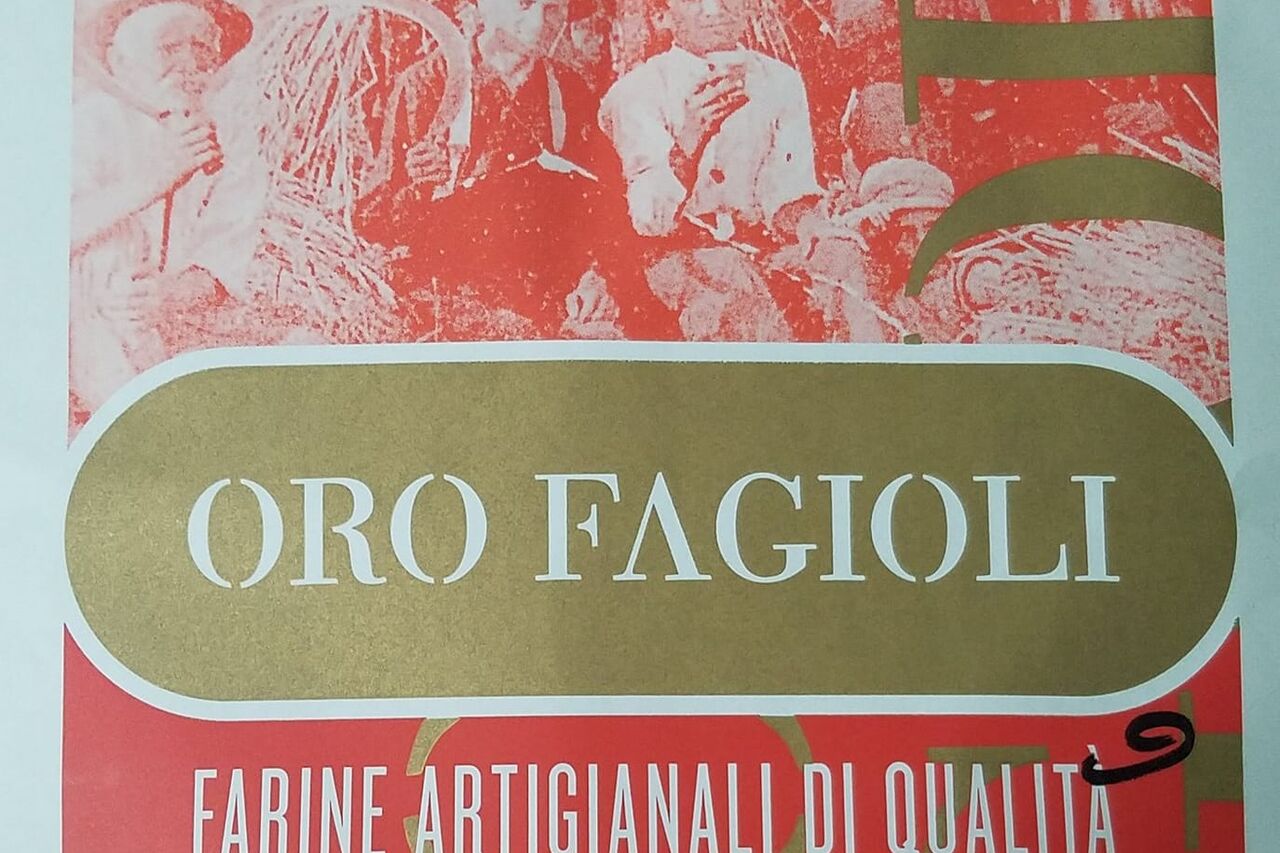 ORO FAGIOLI
FARINE ARTIGIANALI DI QUALITÀ